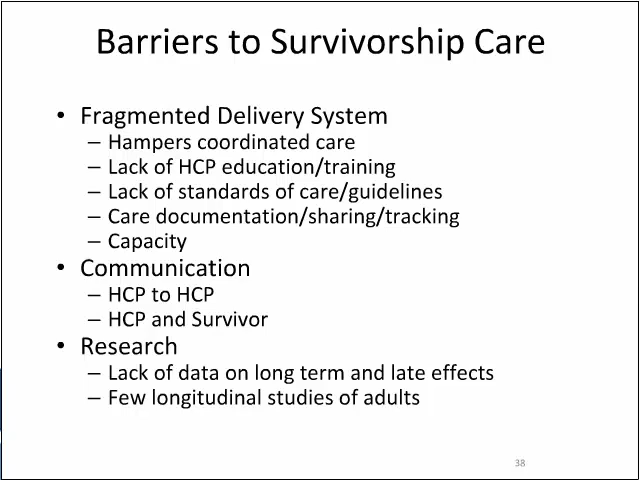 Barriers to Survivorship Care
• Fragmented Delivery System
– Hampers coordinated care
– Lack of HCP education/training
– Lack of standards of care/guidelines
– Care documentation/sharing/tracking
– Capacity
• Communication
– HCP to HCP
– HCP and Survivor
• Research
– Lack of data on long term and late effects
– Few longitudinal studies of adults
38